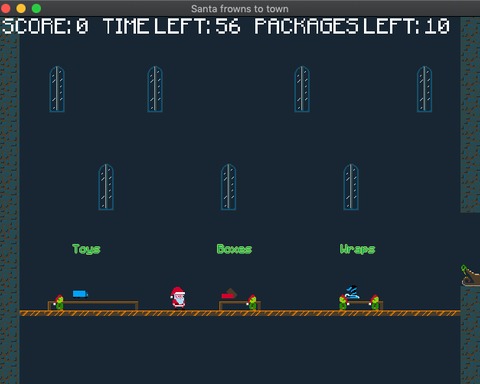 Santa frowns to town
SCORE:0 TIME LEFT:56 PACKAGES LEFT:10
Toys Boxes Wraps